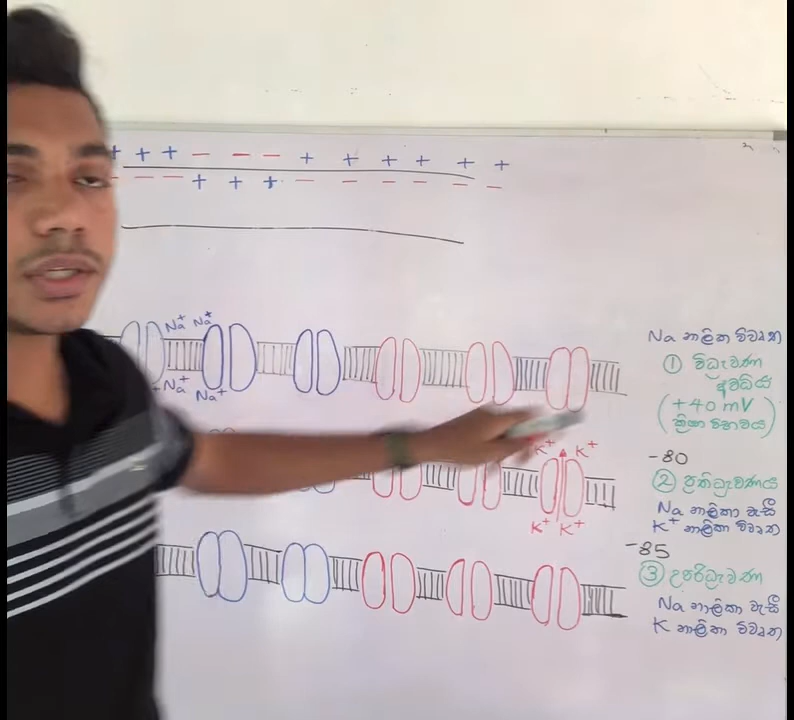 + + + − − − + + + + + +
− − − + + + − − − − − −
Na⁺ Na⁺
Na⁺ Na⁺
Na නාලිකා විවෘත
① විධ්‍රැවණ
අවධිය
(+40 mV
ක්‍රියා විභවය)
K⁺ K⁺
K⁺ K⁺
−80
② ප්‍රතිධ්‍රැවණය
Na නාලිකා වැසී
K⁺ නාලිකා විවෘත
−85
③ උපරිධ්‍රැවණ
Na නාලිකා වැසී
K නාලිකා විවෘත